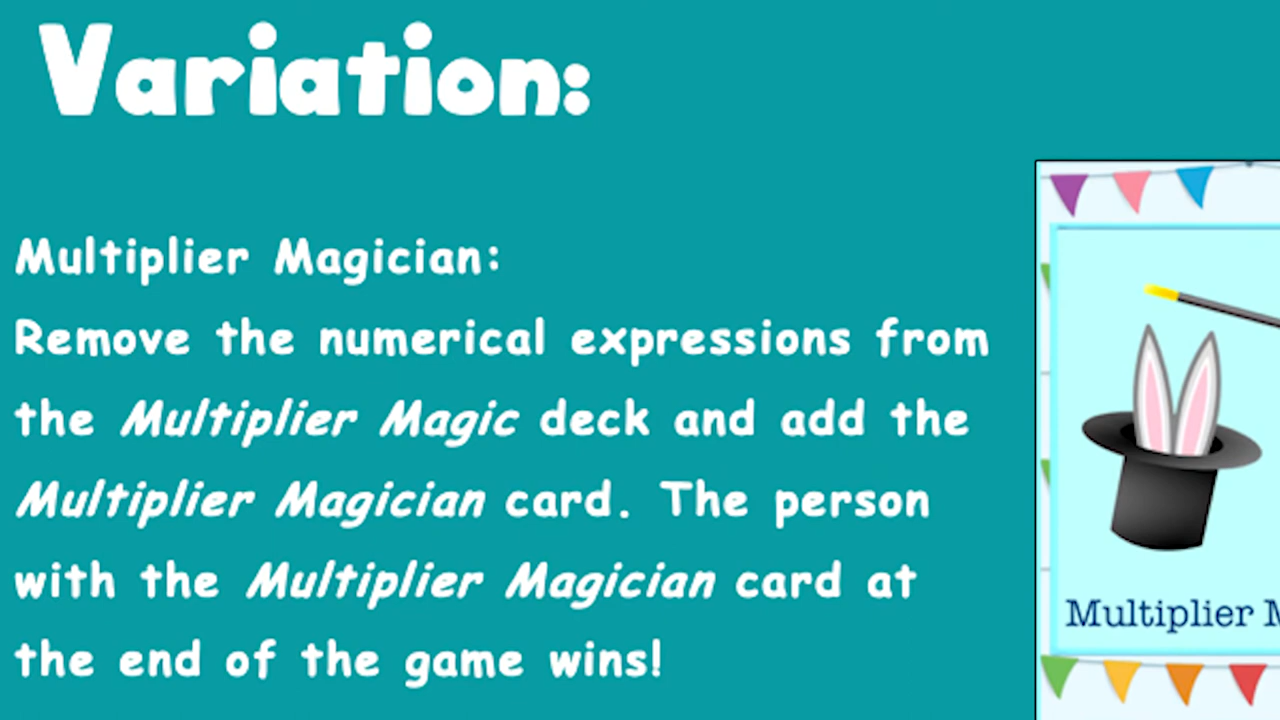 Variation:
Multiplier Magician:
Remove the numerical expressions from
the Multiplier Magic deck and add the
Multiplier Magician card. The person
with the Multiplier Magician card at
the end of the game wins!
Multiplier M